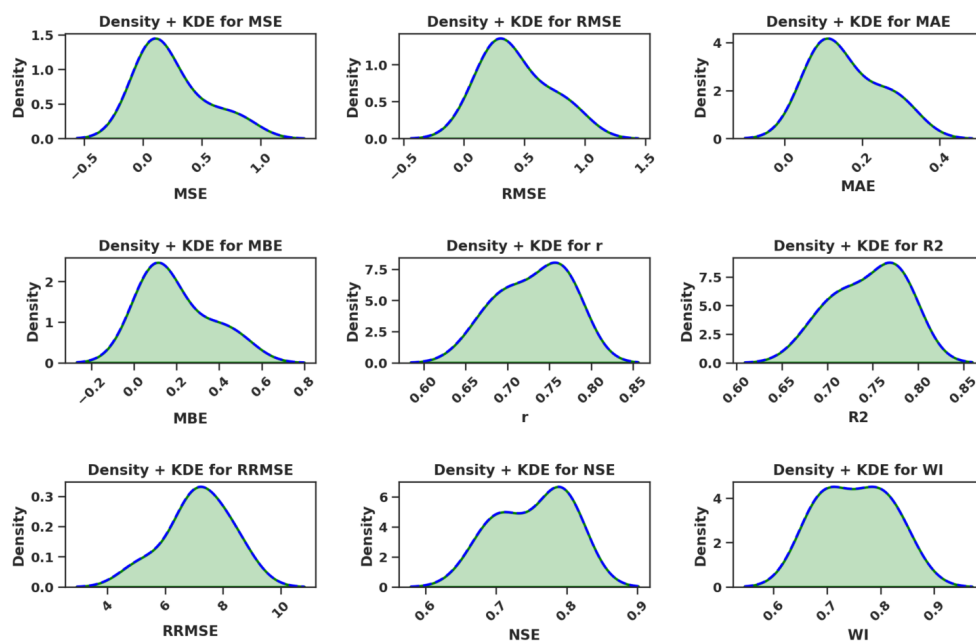 Density + KDE for MSE
Density
1.5
1.0
0.5
0.0
−0.5
0.0
0.5
1.0
MSE
Density + KDE for RMSE
Density
1.0
0.5
0.0
−0.5
0.0
0.5
1.0
1.5
RMSE
Density + KDE for MAE
Density
4
2
0
0.0
0.2
0.4
MAE
Density + KDE for MBE
Density
2
1
0
−0.2
0.0
0.2
0.4
0.6
0.8
MBE
Density + KDE for r
Density
7.5
5.0
2.5
0.0
0.60
0.65
0.70
0.75
0.80
0.85
r
Density + KDE for R2
Density
7.5
5.0
2.5
0.0
0.60
0.65
0.70
0.75
0.80
0.85
R2
Density + KDE for RRMSE
Density
0.3
0.2
0.1
0.0
4
6
8
10
RRMSE
Density + KDE for NSE
Density
6
4
2
0
0.6
0.7
0.8
0.9
NSE
Density + KDE for WI
Density
4
2
0
0.6
0.7
0.8
0.9
WI